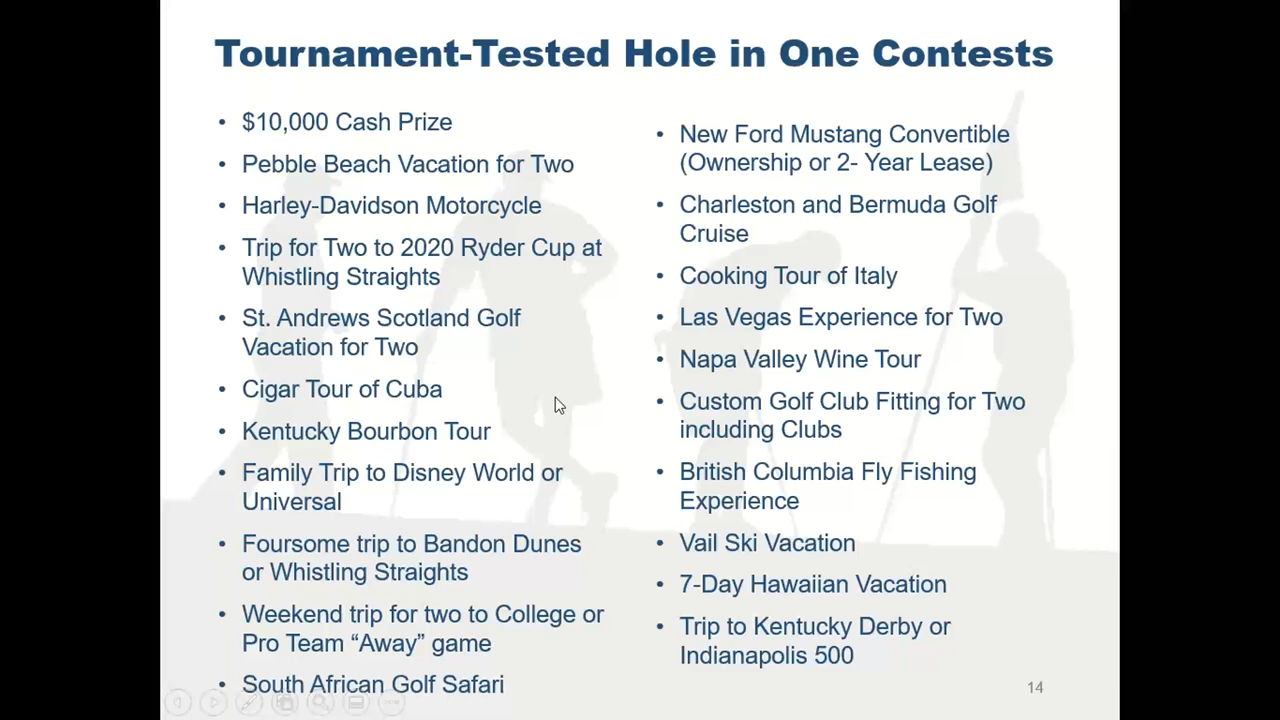 Tournament-Tested Hole in One Contests
• $10,000 Cash Prize
• Pebble Beach Vacation for Two
• Harley-Davidson Motorcycle
• Trip for Two to 2020 Ryder Cup at
Whistling Straights
• St. Andrews Scotland Golf
Vacation for Two
• Cigar Tour of Cuba
• Kentucky Bourbon Tour
• Family Trip to Disney World or
Universal
• Foursome trip to Bandon Dunes
or Whistling Straights
• Weekend trip for two to College or
Pro Team “Away” game
• South African Golf Safari
• New Ford Mustang Convertible
(Ownership or 2- Year Lease)
• Charleston and Bermuda Golf
Cruise
• Cooking Tour of Italy
• Las Vegas Experience for Two
• Napa Valley Wine Tour
• Custom Golf Club Fitting for Two
including Clubs
• British Columbia Fly Fishing
Experience
• Vail Ski Vacation
• 7-Day Hawaiian Vacation
• Trip to Kentucky Derby or
Indianapolis 500
14